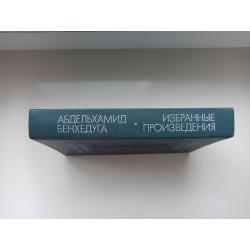 АБДЕЛЬХАМИД
БЕНХЕДУГА
•
ИЗБРАННЫЕ
ПРОИЗВЕДЕНИЯ